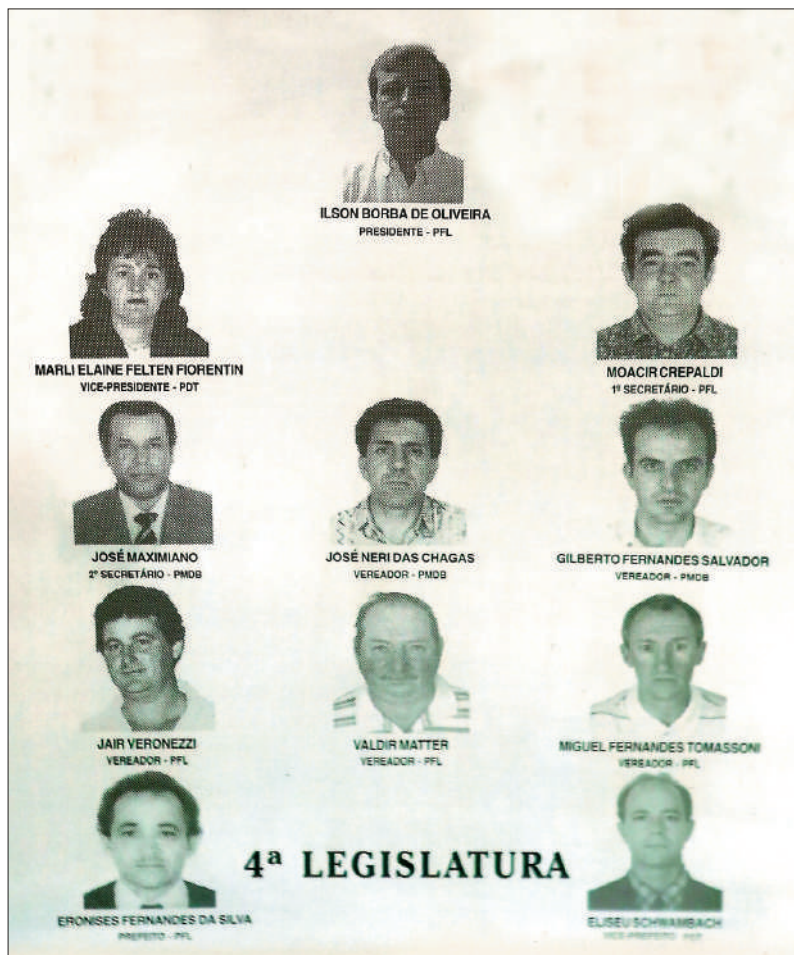 ILSON BORBA DE OLIVEIRA
PRESIDENTE - PFL
MARLI ELAINE FELTEN FIORENTIN
VICE-PRESIDENTE - PDT
MOACIR CREPALDI
1º SECRETÁRIO - PFL
JOSÉ MAXIMIANO
2º SECRETÁRIO - PMDB
JOSÉ NERI DAS CHAGAS
VEREADOR - PMDB
GILBERTO FERNANDES SALVADOR
VEREADOR - PMDB
JAIR VERONEZZI
VEREADOR - PFL
VALDIR MATTER
VEREADOR - PFL
MIGUEL FERNANDES TOMASSONI
VEREADOR - PFL
4ª LEGISLATURA
ERONISES FERNANDES DA SILVA
PREFEITO - PFL
ELISEU SCHWAMBACH
VICE-PREFEITO PDT